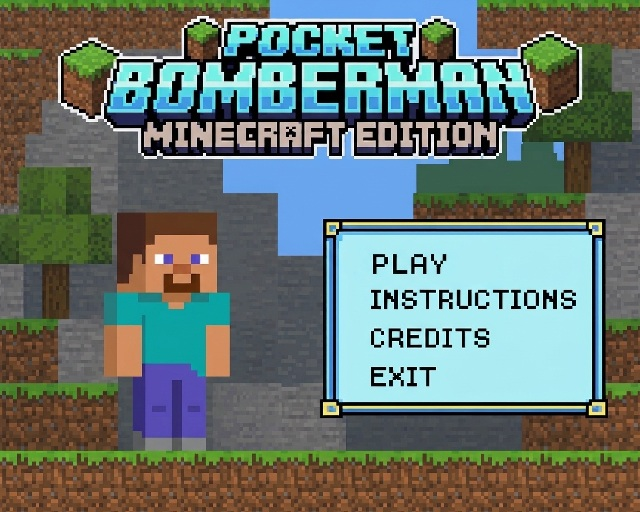 POCKET
BOMBERMAN
MINECRAFT EDITION
PLAY
INSTRUCTIONS
CREDITS
EXIT